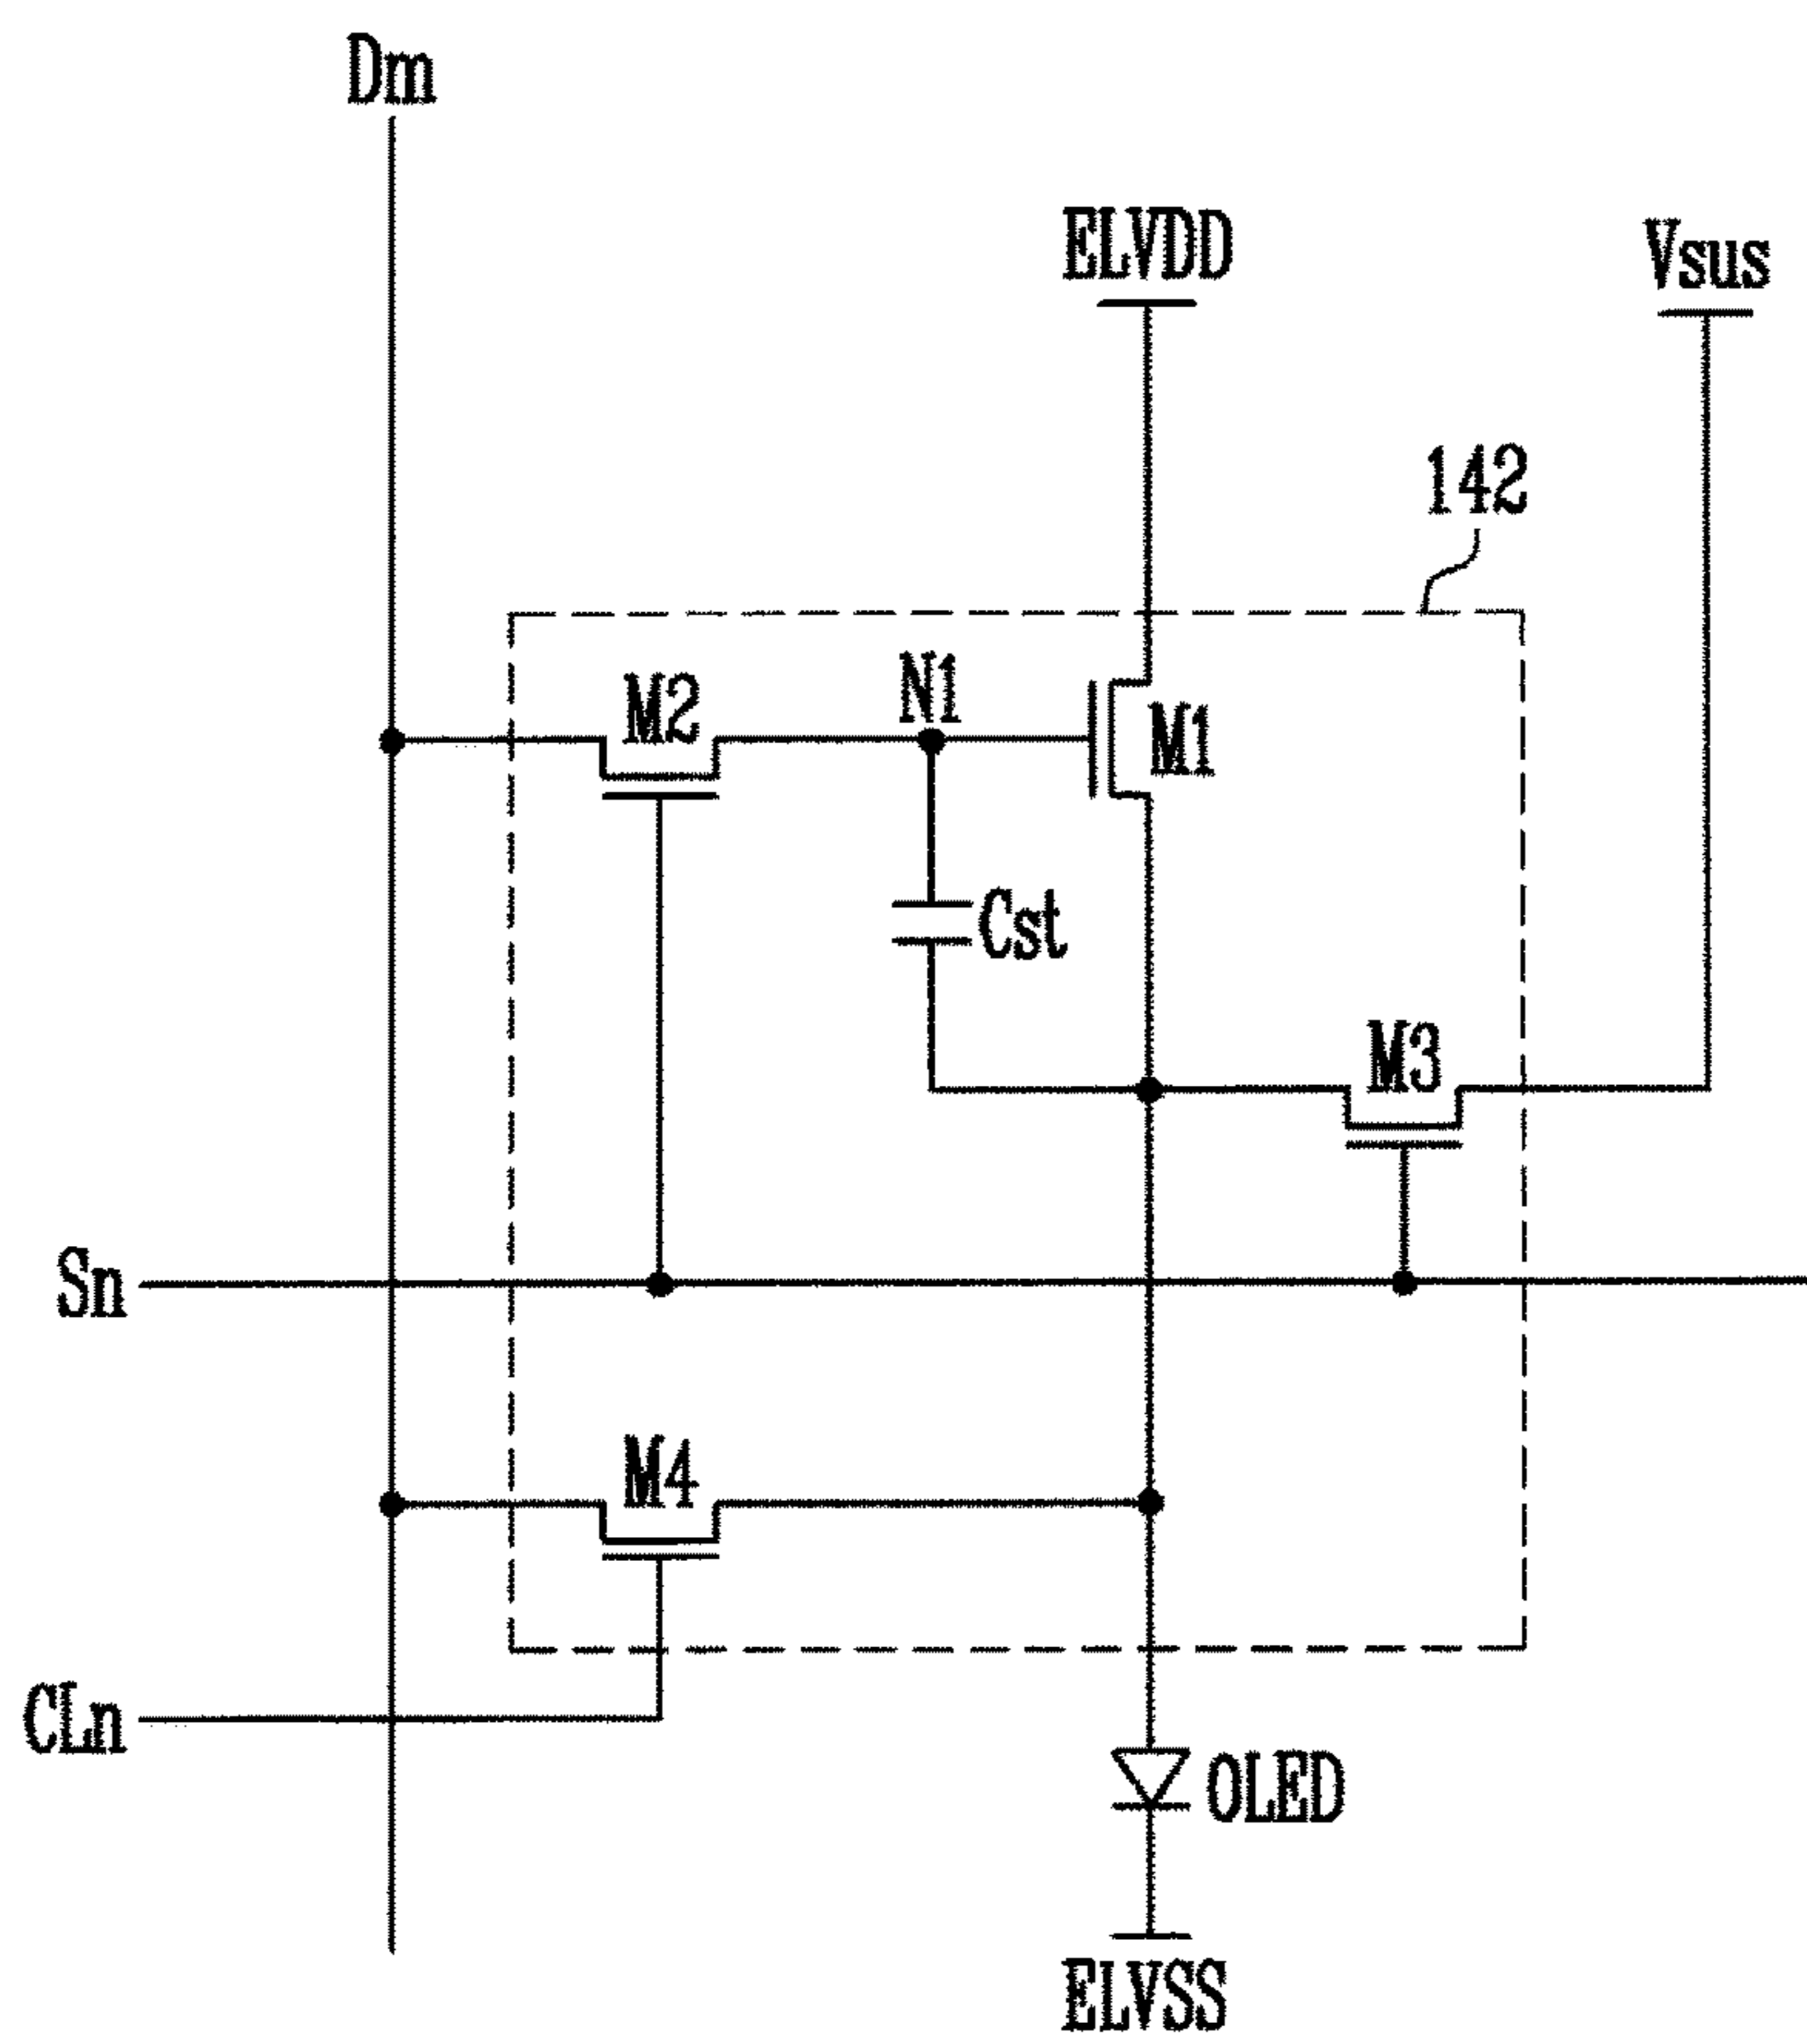 Dm
ELVDD
Vsus
142
M2
N1
M1
Cst
M3
Sn
M4
CLn
OLED
ELVSS